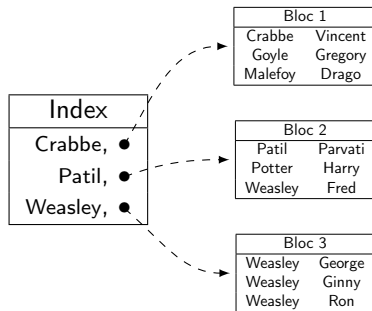 Index
Crabbe,
Patil,
Weasley,
Bloc 1
Crabbe Vincent
Goyle Gregory
Malefoy Drago
Bloc 2
Patil Parvati
Potter Harry
Weasley Fred
Bloc 3
Weasley George
Weasley Ginny
Weasley Ron